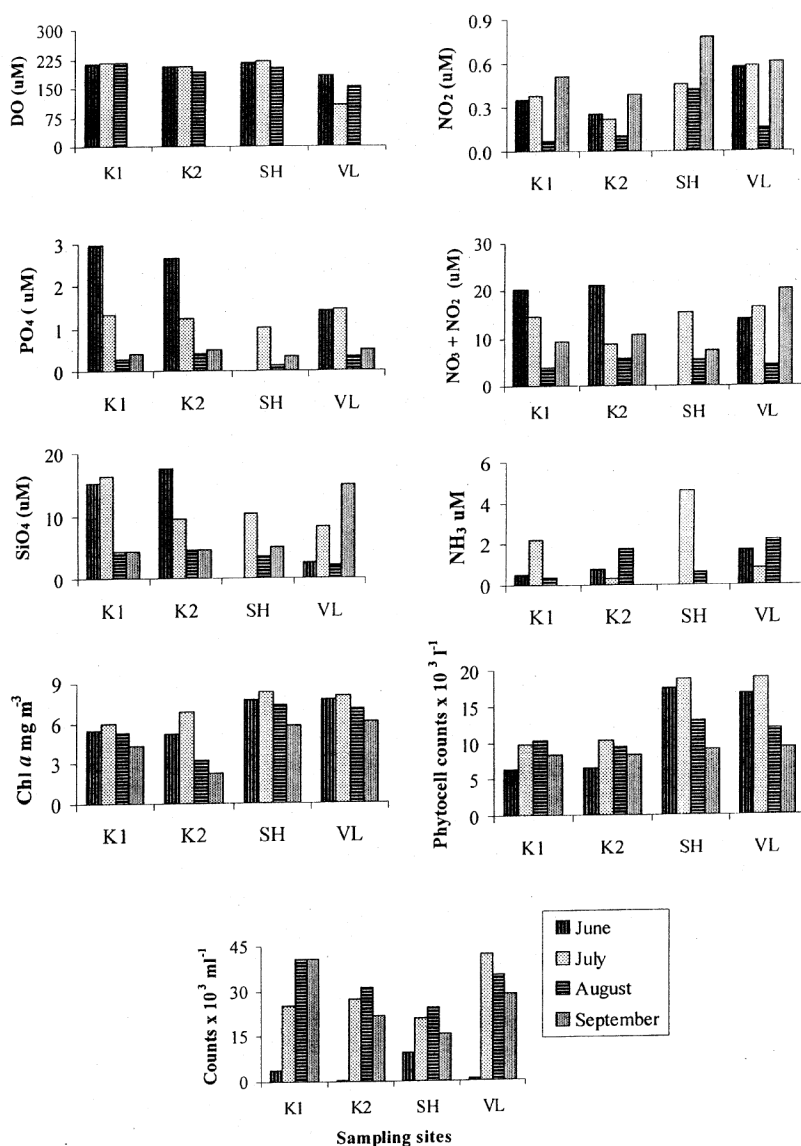 DO (uM)
300
225
150
75
0
K1 K2 SH VL
NO₂ (uM)
0.9
0.6
0.3
0.0
K1 K2 SH VL
PO₄ ( uM)
3
2
1
0
K1 K2 SH VL
NO₃ + NO₂ (uM)
30
20
10
0
K1 K2 SH VL
SiO₄ (uM)
20
10
0
K1 K2 SH VL
NH₃ uM
6
4
2
0
K1 K2 SH VL
Chl a mg m⁻³
9
6
3
0
K1 K2 SH VL
Phytocell counts x 10³ l⁻¹
20
15
10
5
0
K1 K2 SH VL
Counts x 10³ ml⁻¹
45
30
15
0
K1 K2 SH VL
Sampling sites
June
July
August
September